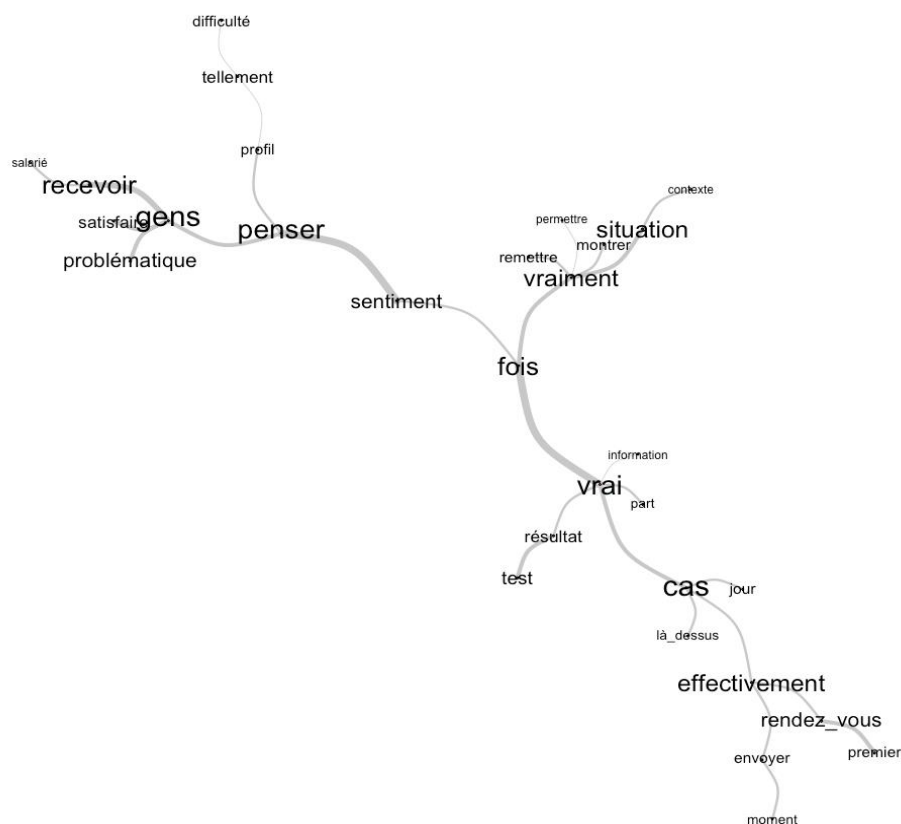 difficulté
tellement
profil
salarié
recevoir
contexte
gens
permettre
satisfaire
penser
situation
montrer
problématique
remettre
vraiment
sentiment
fois
information
vrai
part
résultat
test
cas
jour
là_dessus
effectivement
rendez_vous
premier
envoyer
moment